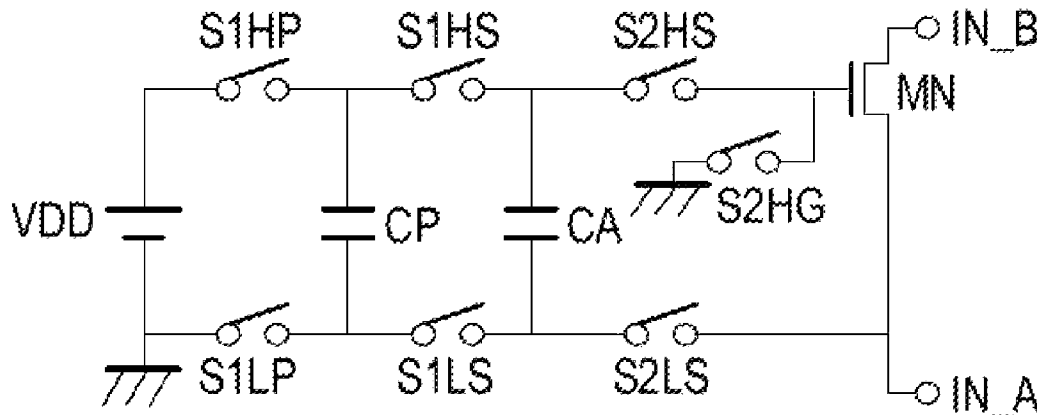 S1HP S1HS S2HS IN_B
MN
S2HG
VDD CP CA
S1LP S1LS S2LS
IN_A